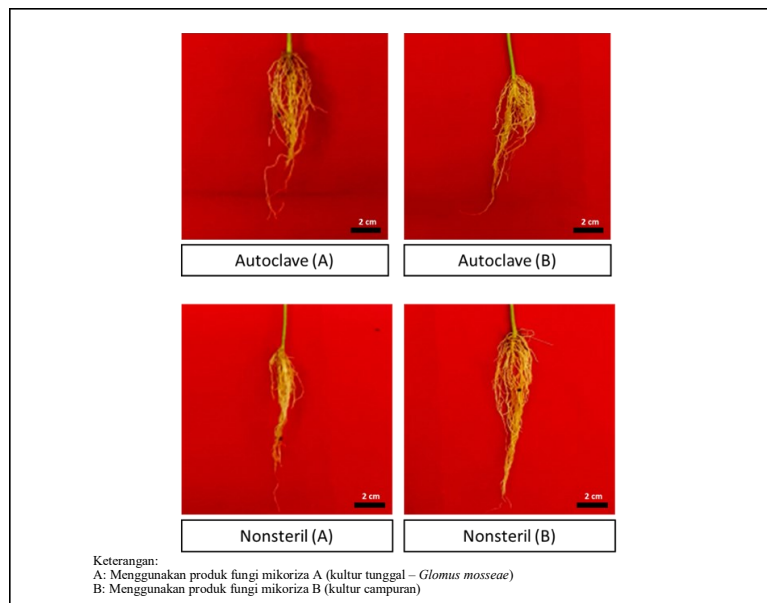 2 cm
2 cm
Autoclave (A)
Autoclave (B)
2 cm
2 cm
Nonsteril (A)
Nonsteril (B)
Keterangan:
A: Menggunakan produk fungi mikoriza A (kultur tunggal – Glomus mosseae)
B: Menggunakan produk fungi mikoriza B (kultur campuran)